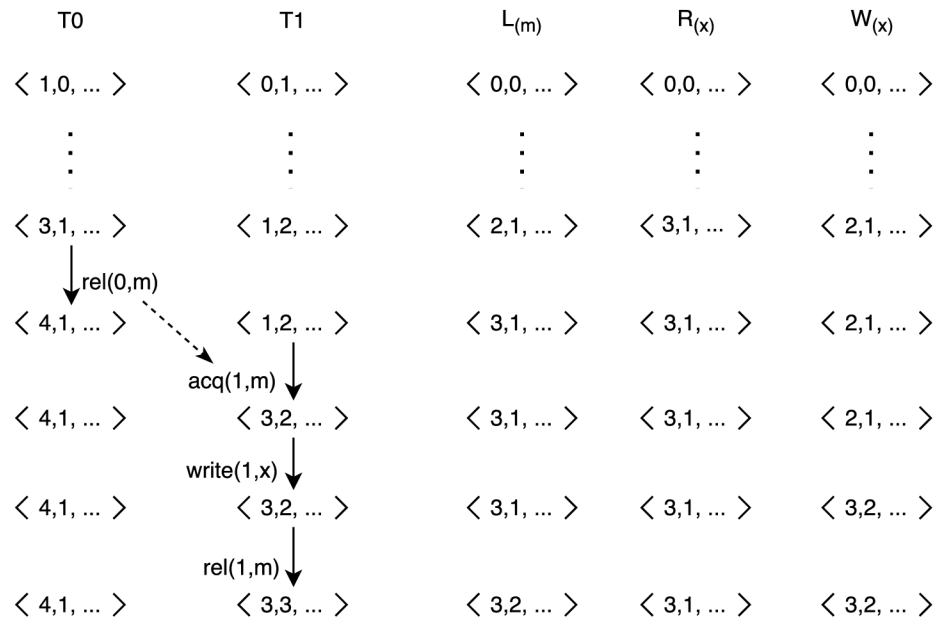 T0 T1 L(m) R(x) W(x)
< 1,0, ... > < 0,1, ... > < 0,0, ... > < 0,0, ... > < 0,0, ... >
< 3,1, ... > < 1,2, ... > < 2,1, ... > < 3,1, ... > < 2,1, ... >
rel(0,m)
< 4,1, ... > < 1,2, ... > < 3,1, ... > < 3,1, ... > < 2,1, ... >
acq(1,m)
< 4,1, ... > < 3,2, ... > < 3,1, ... > < 3,1, ... > < 2,1, ... >
write(1,x)
< 4,1, ... > < 3,2, ... > < 3,1, ... > < 3,1, ... > < 3,2, ... >
rel(1,m)
< 4,1, ... > < 3,3, ... > < 3,2, ... > < 3,1, ... > < 3,2, ... >